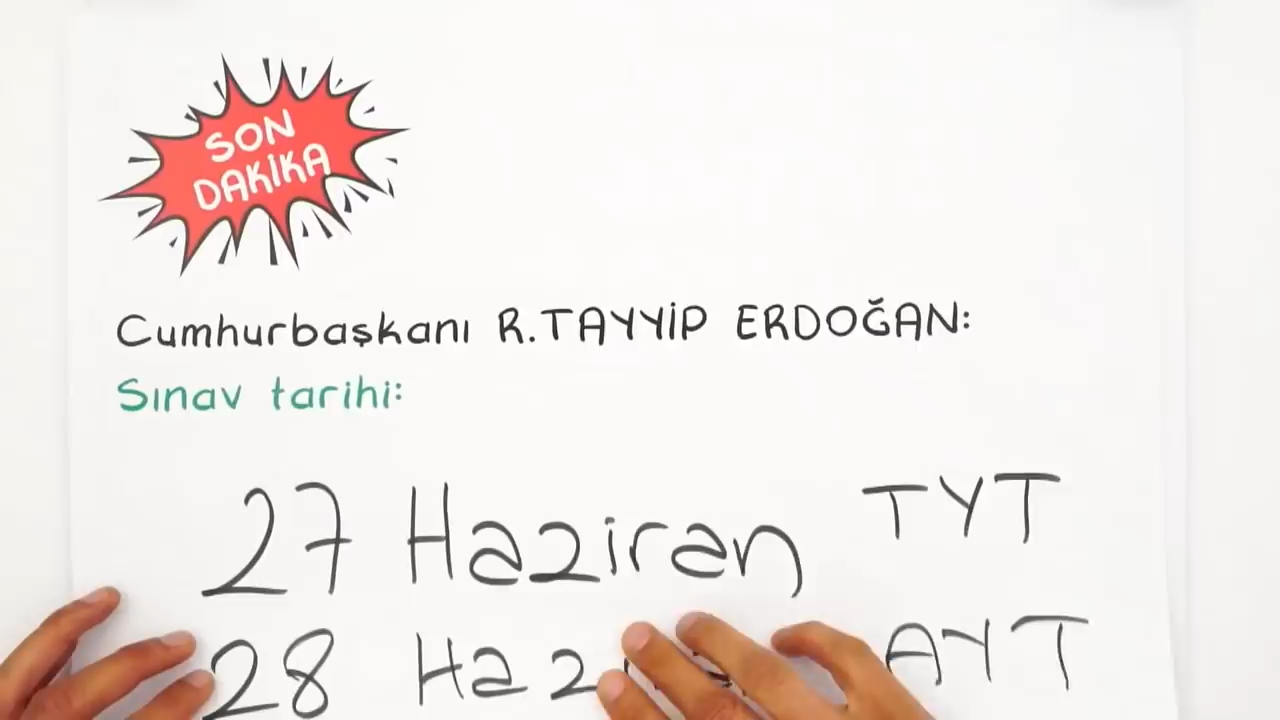 SON
DAKİKA
Cumhurbaşkanı R.TAYYİP ERDOĞAN:
Sınav tarihi:
27 Haziran TYT
28 AYT